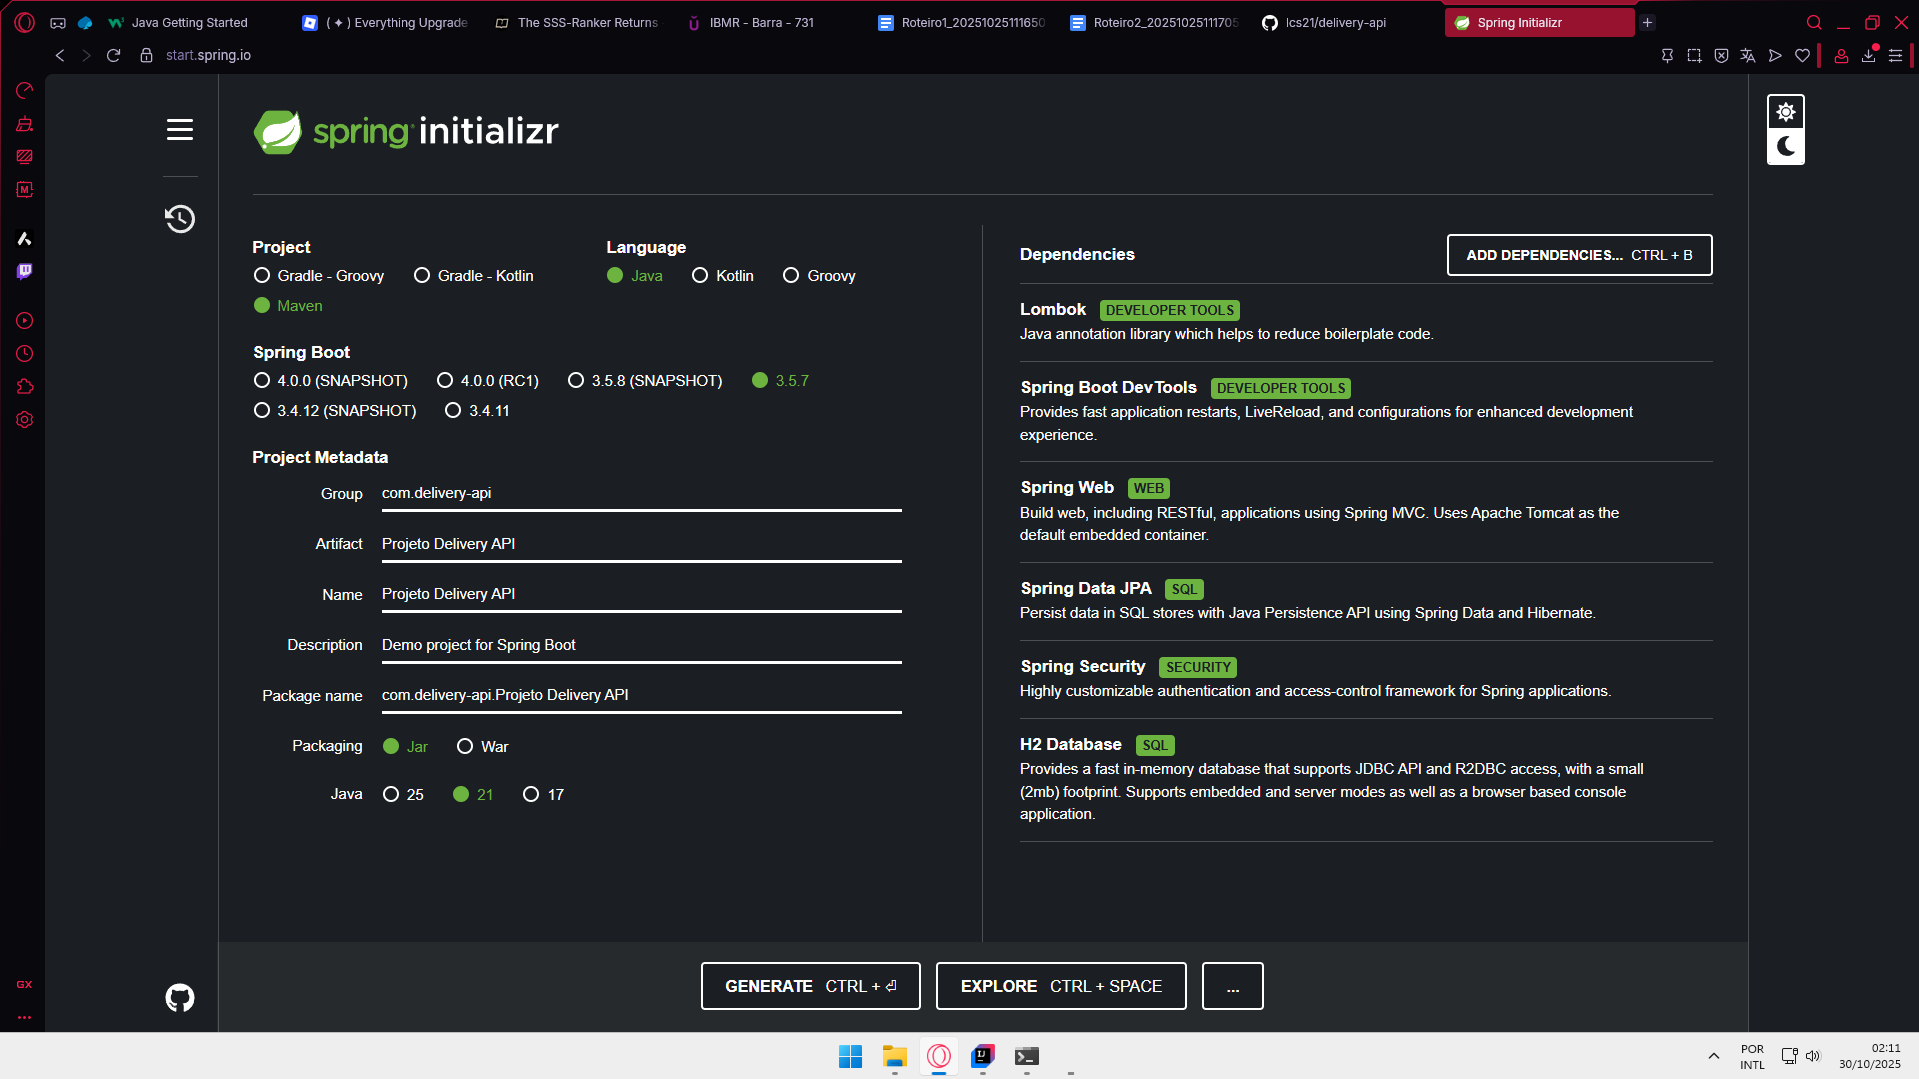 Java Getting Started
( ✦ ) Everything Upgrade
The SSS-Ranker Returns
IBMR - Barra - 731
Roteiro1_20251025111650
Roteiro2_20251025111705
lcs21/delivery-api
Spring Initializr
start.spring.io
spring initializr
Project
Gradle - Groovy
Gradle - Kotlin
Maven
Language
Java
Kotlin
Groovy
Spring Boot
4.0.0 (SNAPSHOT)
4.0.0 (RC1)
3.5.8 (SNAPSHOT)
3.5.7
3.4.12 (SNAPSHOT)
3.4.11
Project Metadata
Group
com.delivery-api
Artifact
Projeto Delivery API
Name
Projeto Delivery API
Description
Demo project for Spring Boot
Package name
com.delivery-api.Projeto Delivery API
Packaging
Jar
War
Java
25
21
17
Dependencies
ADD DEPENDENCIES... CTRL + B
Lombok DEVELOPER TOOLS
Java annotation library which helps to reduce boilerplate code.
Spring Boot DevTools DEVELOPER TOOLS
Provides fast application restarts, LiveReload, and configurations for enhanced development
experience.
Spring Web WEB
Build web, including RESTful, applications using Spring MVC. Uses Apache Tomcat as the
default embedded container.
Spring Data JPA SQL
Persist data in SQL stores with Java Persistence API using Spring Data and Hibernate.
Spring Security SECURITY
Highly customizable authentication and access-control framework for Spring applications.
H2 Database SQL
Provides a fast in-memory database that supports JDBC API and R2DBC access, with a small
(2mb) footprint. Supports embedded and server modes as well as a browser based console
application.
GX
GENERATE CTRL + ⏎
EXPLORE CTRL + SPACE
...
POR
INTL
02:11
30/10/2025